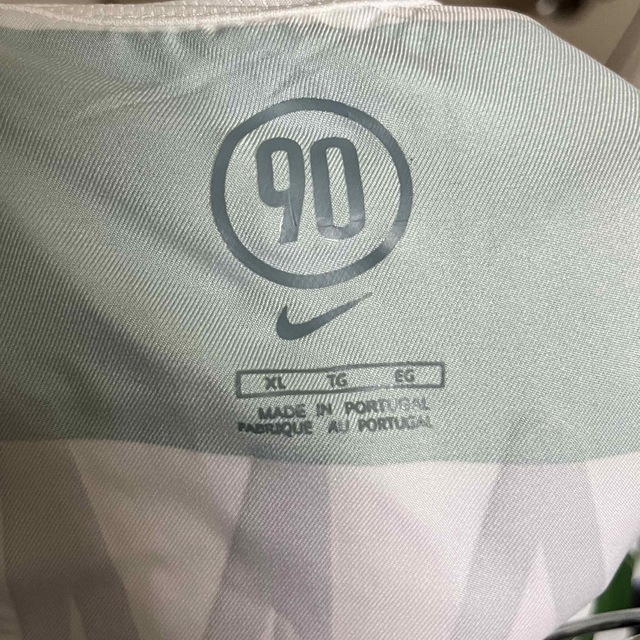 90
XL TG EG
MADE IN PORTUGAL
FABRIQUE AU PORTUGAL